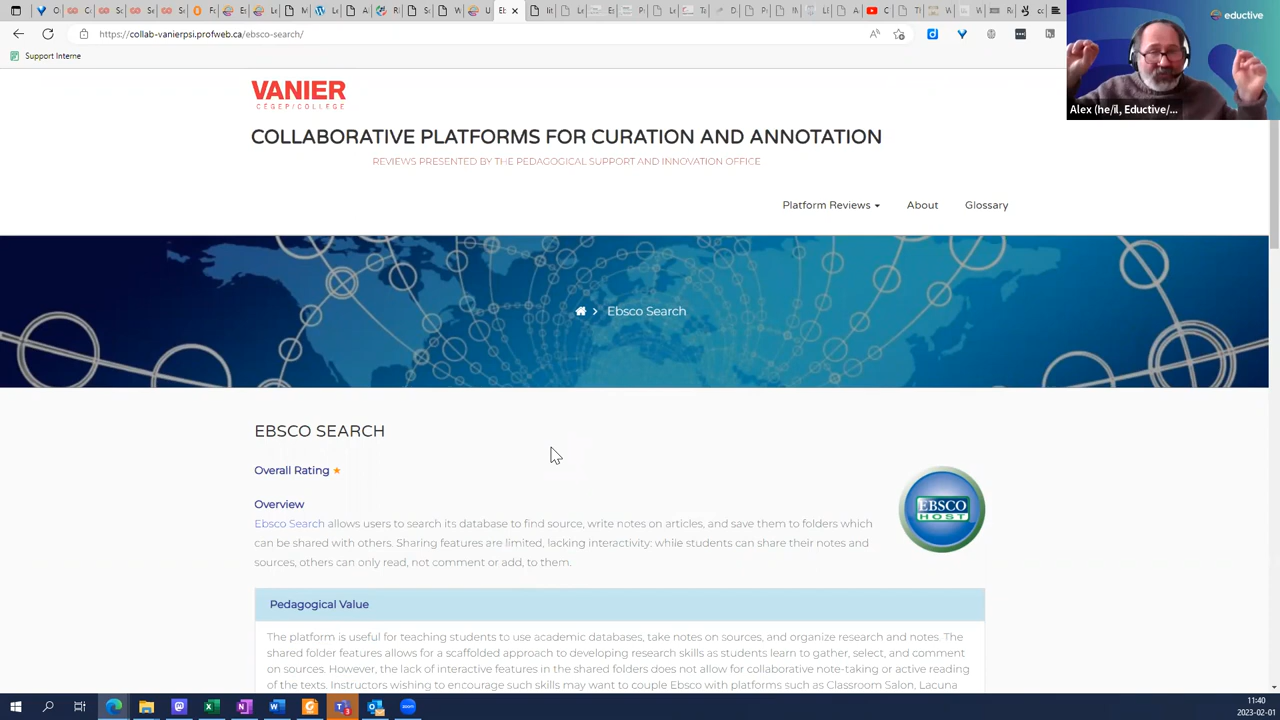 https://collab-vanierpsi.profweb.ca/ebsco-search/
Support Interne
eductive
Alex (he/il, Eductive/...
VANIER
CÉGEP/COLLEGE
COLLABORATIVE PLATFORMS FOR CURATION AND ANNOTATION
REVIEWS PRESENTED BY THE PEDAGOGICAL SUPPORT AND INNOVATION OFFICE
Platform Reviews About Glossary
Ebsco Search
EBSCO SEARCH
Overall Rating
Overview
Ebsco Search allows users to search its database to find source, write notes on articles, and save them to folders which
can be shared with others. Sharing features are limited, lacking interactivity: while students can share their notes and
sources, others can only read, not comment or add, to them.
EBSCO
HOST
Pedagogical Value
The platform is useful for teaching students to use academic databases, take notes on sources, and organize research and notes. The
shared folder features allows for a scaffolded approach to developing research skills as students learn to gather, select, and comment
on sources. However, the lack of interactive features in the shared folders does not allow for collaborative note-taking or active reading
of the texts. Instructors wishing to encourage such skills may want to couple Ebsco with platforms such as Classroom Salon, Lacuna
11:40
2023-02-01